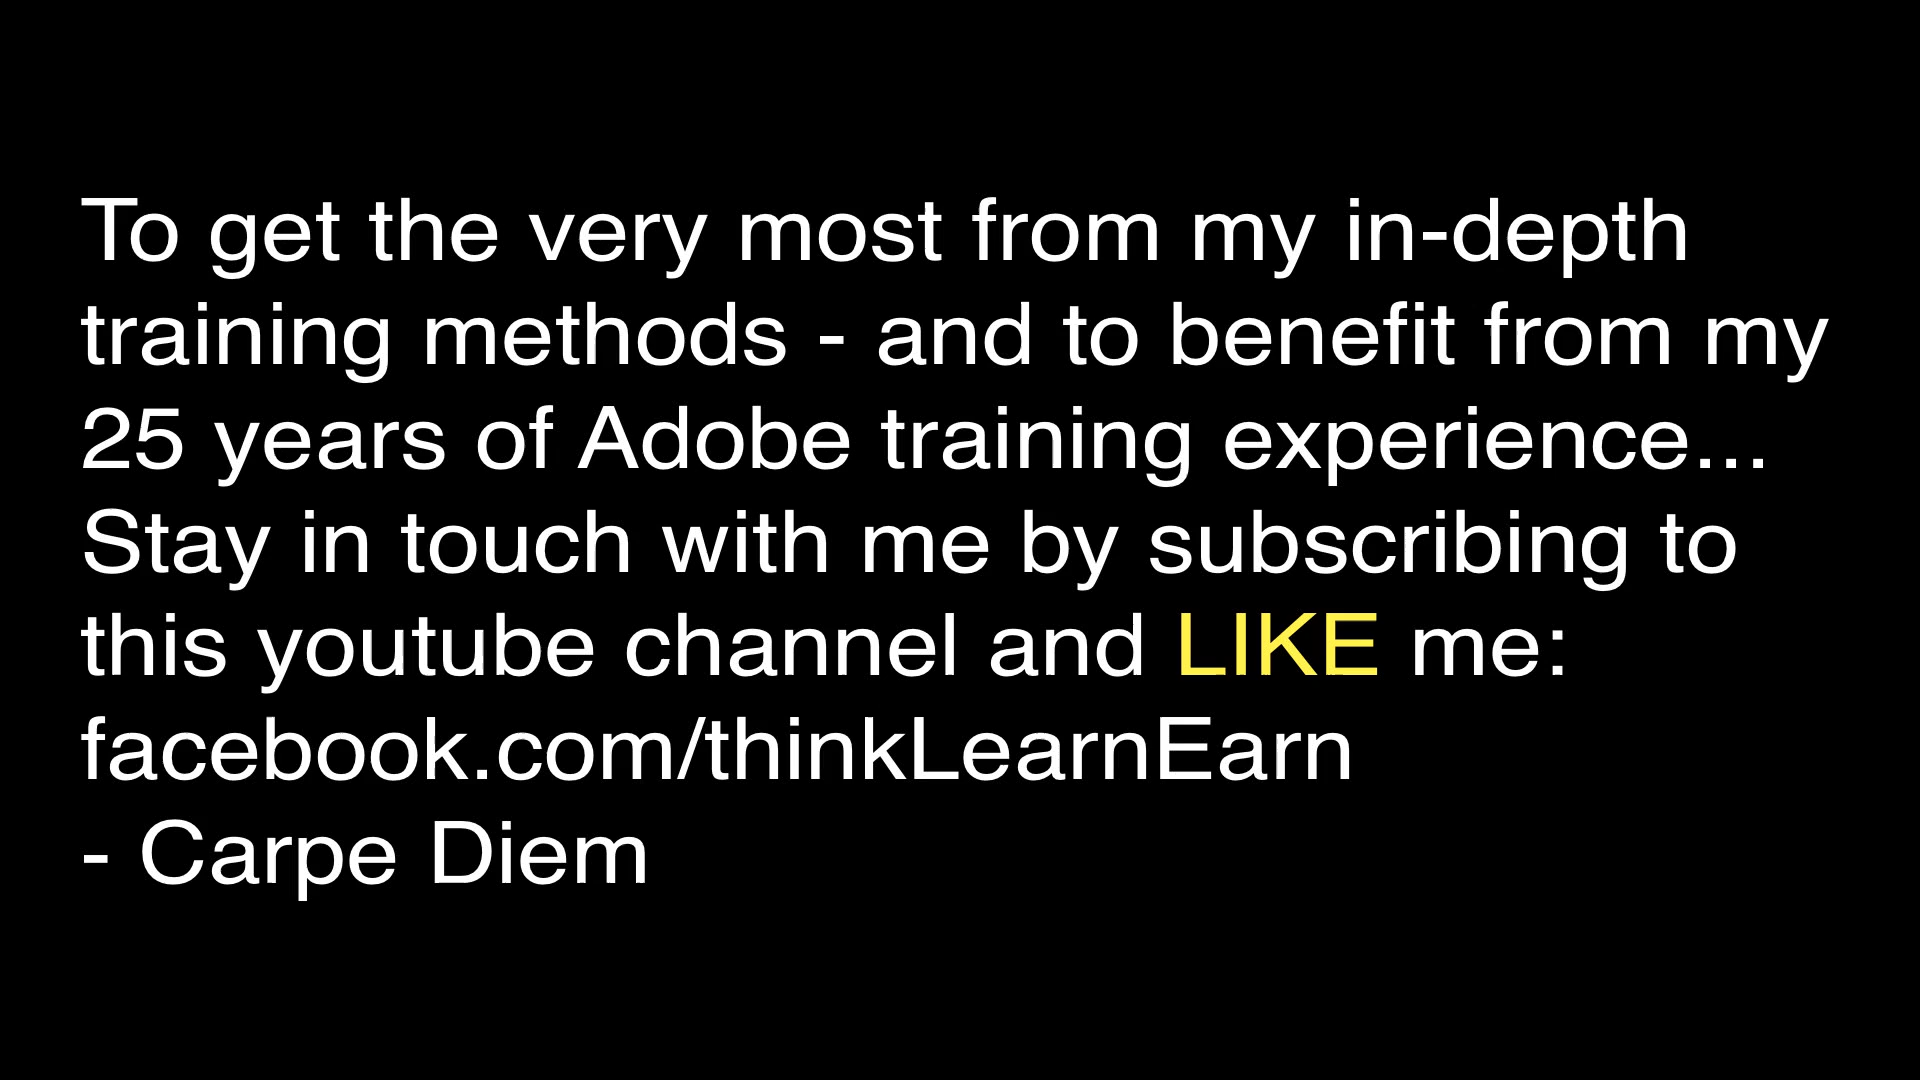 To get the very most from my in-depth
training methods - and to benefit from my
25 years of Adobe training experience...
Stay in touch with me by subscribing to
this youtube channel and LIKE me:
facebook.com/thinkLearnEarn
- Carpe Diem